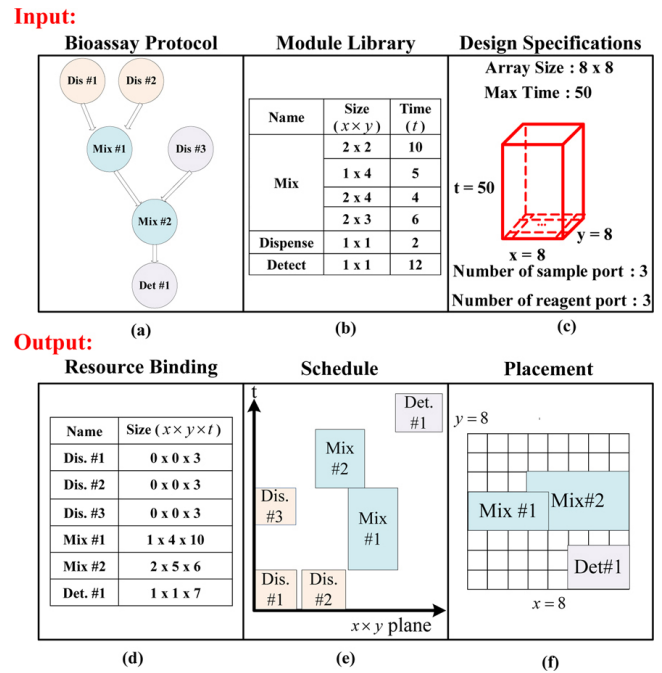 Input:
Bioassay Protocol
Dis #1
Dis #2
Mix #1
Dis #3
Mix #2
Det #1
(a)
Module Library
Name
Size
( x × y )
Time
( t )
Mix
2 x 2
10
1 x 4
5
2 x 4
4
2 x 3
6
Dispense
1 x 1
2
Detect
1 x 1
12
(b)
Design Specifications
Array Size : 8 x 8
Max Time : 50
t = 50
...
y = 8
x = 8
Number of sample port : 3
Number of reagent port : 3
(c)
Output:
Resource Binding
Name
Size ( x × y × t )
Dis. #1
0 x 0 x 3
Dis. #2
0 x 0 x 3
Dis. #3
0 x 0 x 3
Mix #1
1 x 4 x 10
Mix #2
2 x 5 x 6
Det. #1
1 x 1 x 7
(d)
Schedule
t
Det.
#1
Mix
#2
Dis.
#3
Mix
#1
Dis.
#1
Dis.
#2
x × y plane
(e)
Placement
y = 8
Mix #1
Mix#2
Det#1
x = 8
(f)